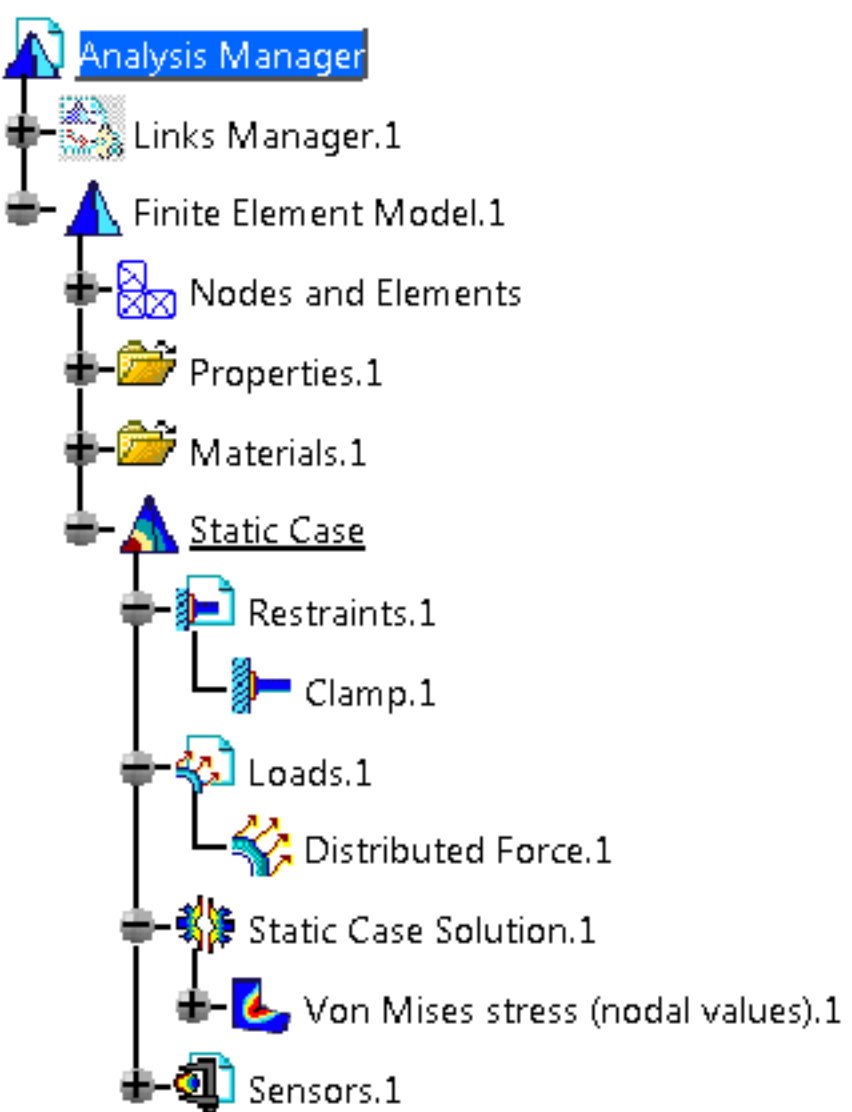 Analysis Manager
Links Manager.1
Finite Element Model.1
Nodes and Elements
Properties.1
Materials.1
Static Case
Restraints.1
Clamp.1
Loads.1
Distributed Force.1
Static Case Solution.1
Von Mises stress (nodal values).1
Sensors.1